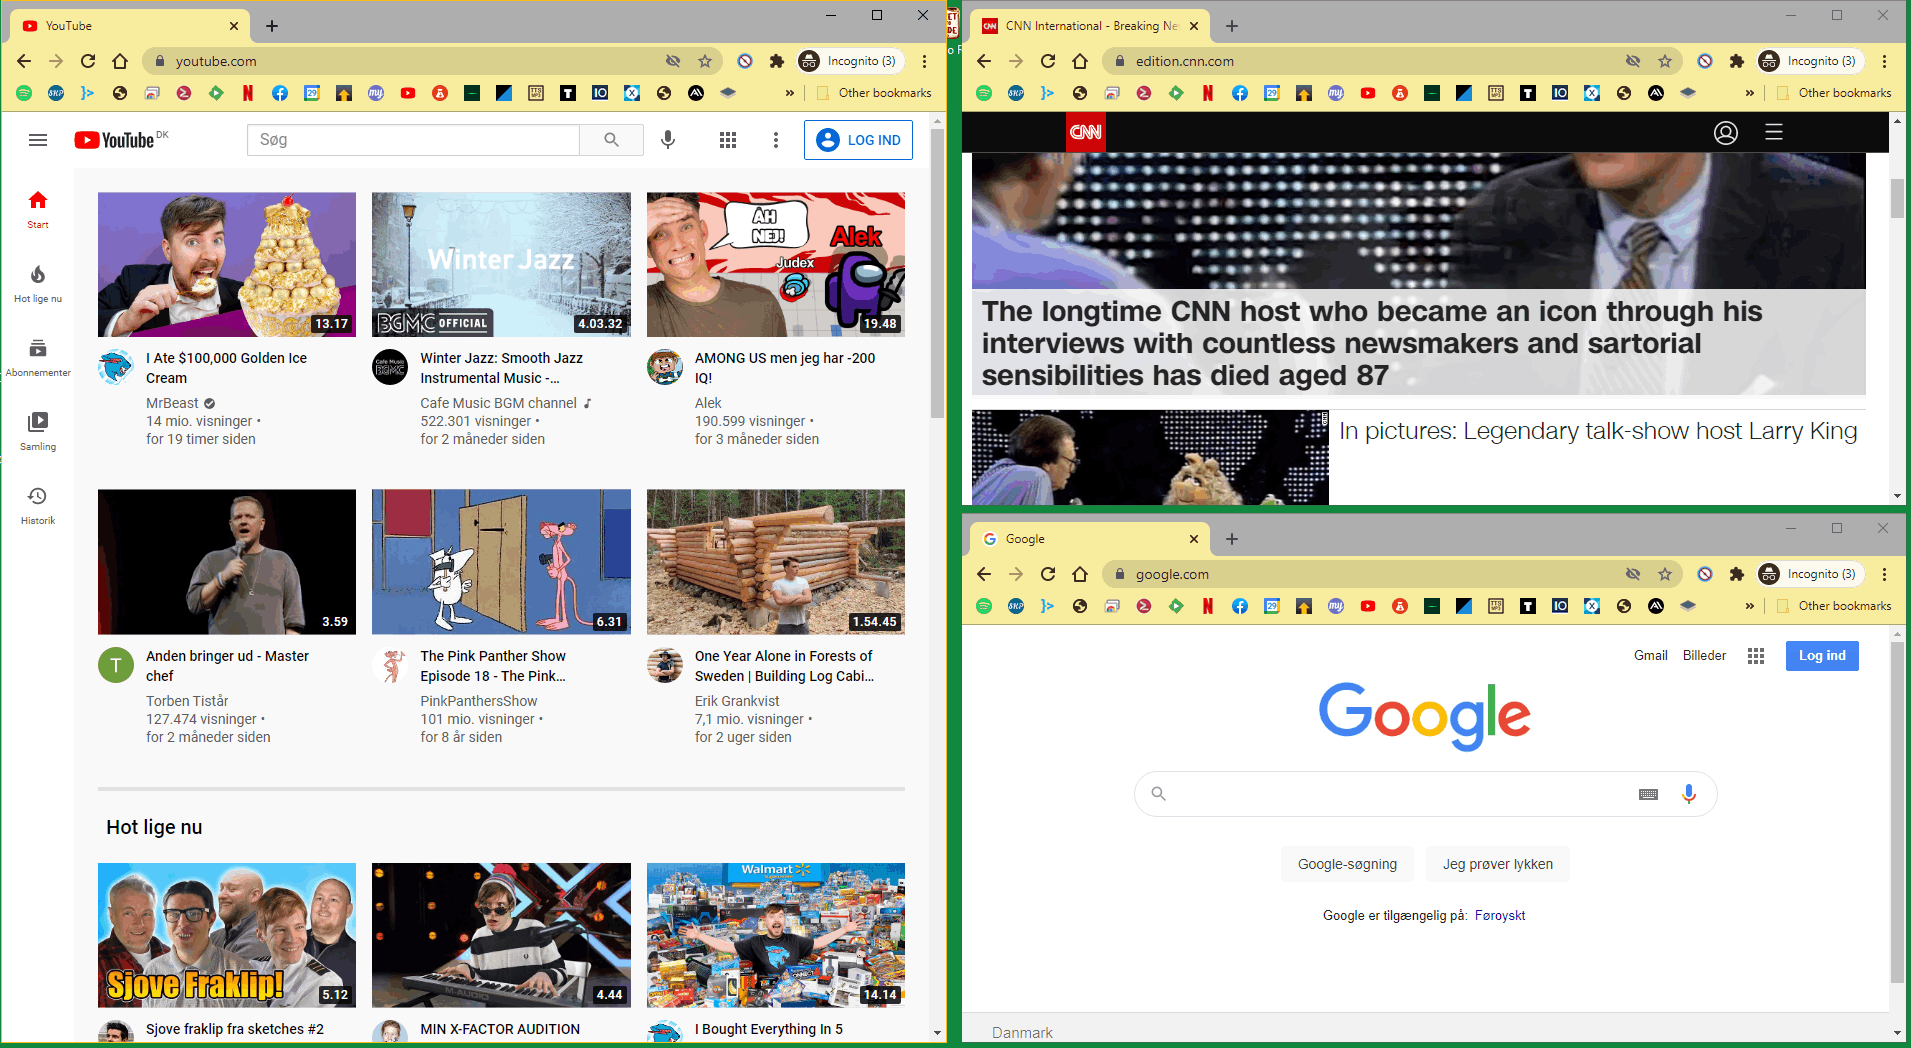 YouTube
youtube.com
Incognito (3)
Other bookmarks
YouTube DK
Søg
LOG IND
Start
Hot lige nu
Abonnementer
Samling
Historik
13.17
I Ate $100,000 Golden Ice
Cream
MrBeast
14 mio. visninger •
for 19 timer siden
Winter Jazz
BGMC OFFICIAL
4.03.32
Cafe Music
BGMC
Winter Jazz: Smooth Jazz
Instrumental Music -...
Cafe Music BGM channel
522.301 visninger •
for 2 måneder siden
ÅH
NEJ!
Alek
Judex
19.48
AMONG US men jeg har -200
IQ!
Alek
190.599 visninger •
for 3 måneder siden
3.59
T
Anden bringer ud - Master
chef
Torben Tistår
127.474 visninger •
for 2 måneder siden
6.31
The Pink Panther Show
Episode 18 - The Pink...
PinkPanthersShow
101 mio. visninger •
for 8 år siden
1.54.45
One Year Alone in Forests of
Sweden | Building Log Cabi...
Erik Grankvist
7,1 mio. visninger •
for 2 uger siden
Hot lige nu
Sjove Fraklip!
5.12
Sjove fraklip fra sketches #2
M-AUDIO
4.44
MIN X-FACTOR AUDITION
Walmart
14.14
I Bought Everything In 5
CNN International - Breaking Ne
edition.cnn.com
Incognito (3)
Other bookmarks
CNN
The longtime CNN host who became an icon through his
interviews with countless newsmakers and sartorial
sensibilities has died aged 87
In pictures: Legendary talk-show host Larry King
Google
google.com
Incognito (3)
Other bookmarks
Gmail
Billeder
Log ind
Google
Google-søgning
Jeg prøver lykken
Google er tilgængelig på: Føroyskt
Danmark